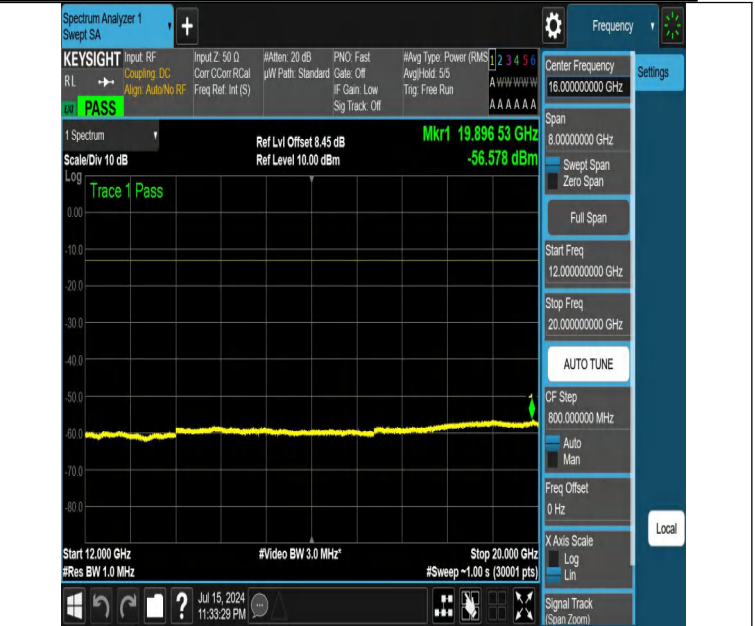 Spectrum Analyzer 1
Swept SA
Frequency
KEYSIGHT
RL
PASS
Input: RF
Coupling: DC
Align: Auto/No RF
Input Z: 50 Ω
Corr CCorr RCal
Freq Ref: Int (S)
#Atten: 20 dB
µW Path: Standard
PNO: Fast
Gate: Off
IF Gain: Low
Sig Track: Off
#Avg Type: Power (RMS
Avg|Hold: 5/5
Trig: Free Run
1 2 3 4 5 6
A W W W W W
A A A A A A
1 Spectrum
Scale/Div 10 dB
Ref Lvl Offset 8.45 dB
Ref Level 10.00 dBm
Mkr1 19.896 53 GHz
-56.578 dBm
Log
Trace 1 Pass
0.00
-10.0
-20.0
-30.0
-40.0
-50.0
-60.0
-70.0
-80.0
1
Start 12.000 GHz
#Res BW 1.0 MHz
#Video BW 3.0 MHz*
Stop 20.000 GHz
#Sweep ~1.00 s (30001 pts)
Jul 15, 2024
11:33:29 PM
Center Frequency
16.000000000 GHz
Settings
Span
8.00000000 GHz
Swept Span
Zero Span
Full Span
Start Freq
12.000000000 GHz
Stop Freq
20.000000000 GHz
AUTO TUNE
CF Step
800.000000 MHz
Auto
Man
Freq Offset
0 Hz
X Axis Scale
Log
Lin
Local
Signal Track
(Span Zoom)